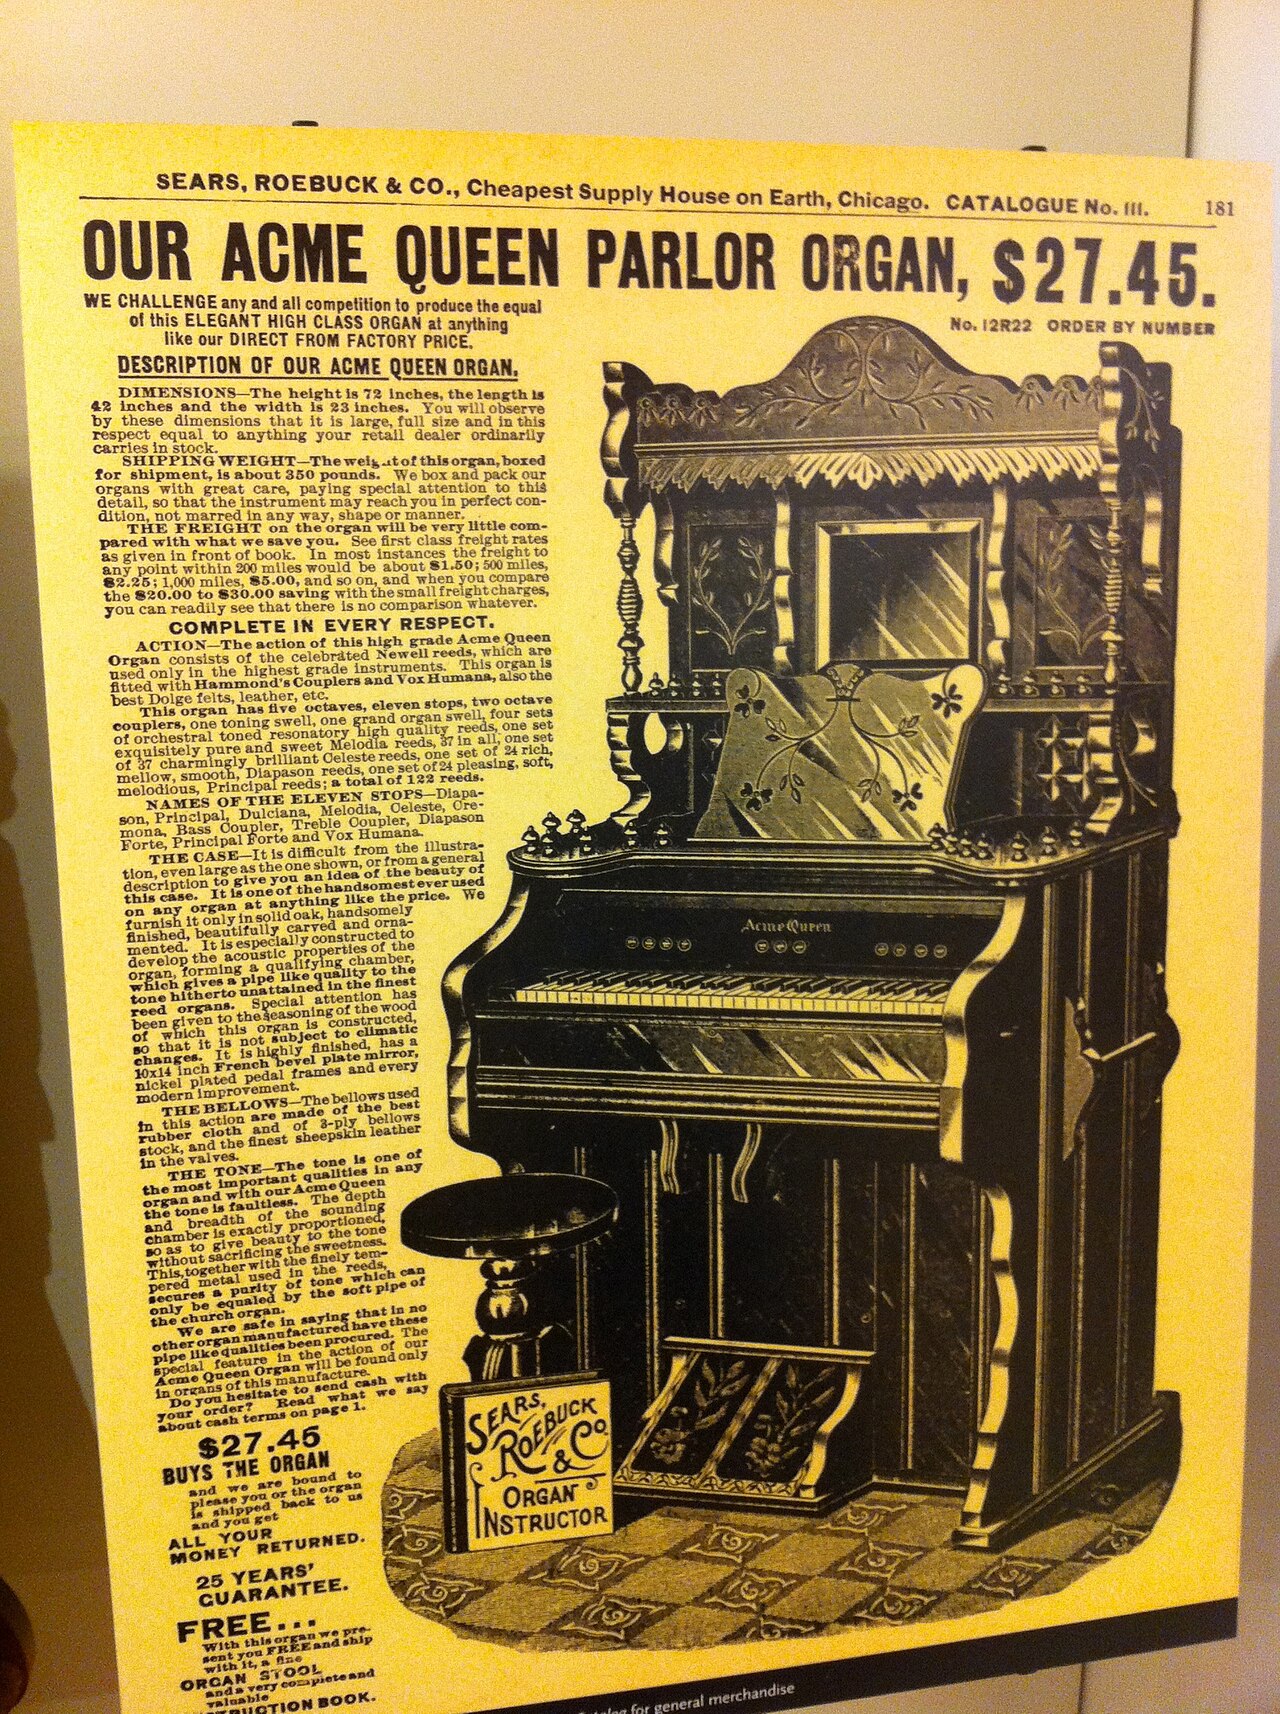 SEARS, ROEBUCK & CO., Cheapest Supply House on Earth, Chicago. CATALOGUE No. III. 181
OUR ACME QUEEN PARLOR ORGAN, $27.45.
No. 12R22 ORDER BY NUMBER
WE CHALLENGE any and all competition to produce the equal
of this ELEGANT HIGH CLASS ORGAN at anything
like our DIRECT FROM FACTORY PRICE.
DESCRIPTION OF OUR ACME QUEEN ORGAN.
DIMENSIONS—The height is 72 inches, the length is
42 inches and the width is 23 inches. You will observe
by these dimensions that it is large, full size and in this
respect equal to anything your retail dealer ordinarily
carries in stock.
SHIPPING WEIGHT—The weight of this organ, boxed
for shipment, is about 350 pounds. We box and pack our
organs with great care, paying special attention to this
detail, so that the instrument may reach you in perfect con-
dition, not marred in any way, shape or manner.
THE FREIGHT on the organ will be very little com-
pared with what we save you. See first class freight rates
as given in front of book. In most instances the freight to
any point within 200 miles would be about $1.50; 500 miles,
$2.25; 1,000 miles, $5.00, and so on, and when you compare
the $20.00 to $30.00 saving with the small freight charges,
you can readily see that there is no comparison whatever.
COMPLETE IN EVERY RESPECT.
ACTION—The action of this high grade Acme Queen
Organ consists of the celebrated Newell reeds, which are
used only in the highest grade instruments. This organ is
fitted with Hammond's Couplers and Vox Humana, also the
best Dolge felts, leather, etc.
This organ has five octaves, eleven stops, two octave
couplers, one toning swell, one grand organ swell, four sets
of orchestral toned resonatory high quality reeds, one set
exquisitely pure and sweet Melodia reeds, 37 in all, one set
of 37 charmingly brilliant Celeste reeds, one set of 24 rich,
mellow, smooth, Diapason reeds, one set of 24 pleasing, soft,
melodious, Principal reeds; a total of 122 reeds.
NAMES OF THE ELEVEN STOPS—Diapa-
son, Principal, Dulciana, Melodia, Celeste, Cre-
mona, Bass Coupler, Treble Coupler, Diapason
Forte, Principal Forte and Vox Humana.
THE CASE—It is difficult from the illustra-
tion, even large as the one shown, or from a general
description to give you an idea of the beauty of
this case. It is one of the handsomest ever used
on any organ at anything like the price. We
furnish it only in solid oak, handsomely
finished, beautifully carved and orna-
mented. It is especially constructed to
develop the acoustic properties of the
organ, forming a qualifying chamber,
which gives a pipe like quality to the
tone hitherto unattained in the finest
reed organs. Special attention has
been given to the seasoning of the wood
of which this organ is constructed,
so that it is not subject to climatic
changes. It is highly finished, has a
10x14 inch French bevel plate mirror,
nickel plated pedal frames and every
modern improvement.
THE BELLOWS—The bellows used
in this action are made of the best
rubber cloth and of 3-ply bellows
stock, and the finest sheepskin leather
in the valves.
THE TONE—The tone is one of
the most important qualities in any
organ and with our Acme Queen
the tone is faultless. The depth
and breadth of the sounding
chamber is exactly proportioned,
so as to give beauty to the tone
without sacrificing the sweetness.
This, together with the finely tem-
pered metal used in the reeds,
secures a purity of tone which can
only be equaled by the soft pipe of
the church organ.
We are safe in saying that in no
other organ manufactured have these
pipe like qualities been procured. The
special feature in the action of our
Acme Queen Organ will be found only
in organs of this manufacture.
Do you hesitate to send cash with
your order? Read what we say
about cash terms on page 1.
$27.45
BUYS THE ORGAN
and we are bound to
please you or the organ
is shipped back to us
and you get
ALL YOUR
MONEY RETURNED.
25 YEARS'
GUARANTEE.
FREE...
With this organ we pre-
sent you FREE and ship
with it, a fine
ORGAN STOOL
and a very complete and
valuable
INSTRUCTION BOOK.
Acme Queen
SEARS,
ROEBUCK
& Co
ORGAN
INSTRUCTOR
for general merchandise